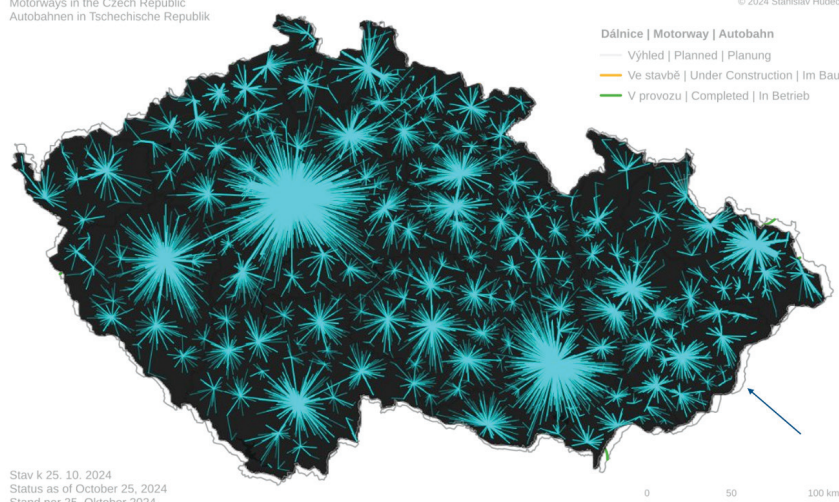 Motorways in the Czech Republic
Autobahnen in Tschechische Republik
© 2024 Stanislav Hudec
Dálnice | Motorway | Autobahn
Výhled | Planned | Planung
Ve stavbě | Under Construction | Im Bau
V provozu | Completed | In Betrieb
Stav k 25. 10. 2024
Status as of October 25, 2024
Stand per 25. Oktober 2024
0 50 100 km